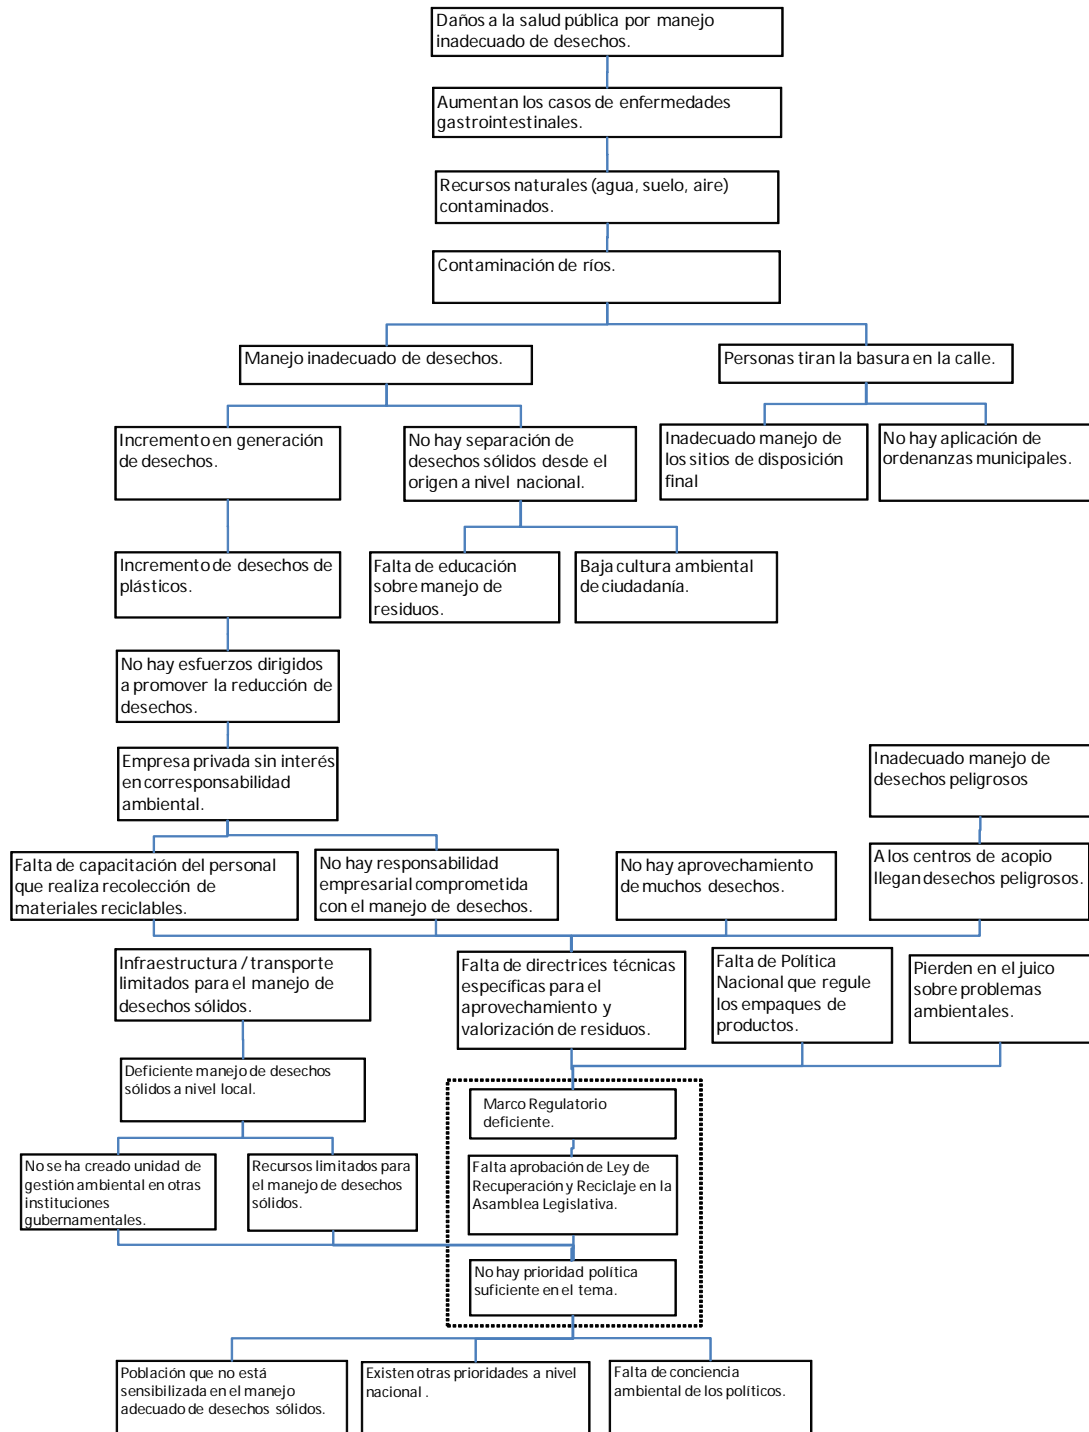 Daños a la salud pública por manejo
inadecuado de desechos.
Aumentan los casos de enfermedades
gastrointestinales.
Recursos naturales (agua, suelo, aire)
contaminados.
Contaminación de ríos.
Manejo inadecuado de desechos.
Personas tiran la basura en la calle.
Incremento en generación
de desechos.
No hay separación de
desechos sólidos desde el
origen a nivel nacional.
Inadecuado manejo de
los sitios de disposición
final
No hay aplicación de
ordenanzas municipales.
Incremento de desechos de
plásticos.
Falta de educación
sobre manejo de
residuos.
Baja cultura ambiental
de ciudadanía.
No hay esfuerzos dirigidos
a promover la reducción de
desechos.
Empresa privada sin interés
en corresponsabilidad
ambiental.
Inadecuado manejo de
desechos peligrosos
Falta de capacitación del personal
que realiza recolección de
materiales reciclables.
No hay responsabilidad
empresarial comprometida
con el manejo de desechos.
No hay aprovechamiento
de muchos desechos.
A los centros de acopio
llegan desechos peligrosos.
Infraestructura / transporte
limitados para el manejo de
desechos sólidos.
Falta de directrices técnicas
específicas para el
aprovechamiento y
valorización de residuos.
Falta de Política
Nacional que regule
los empaques de
productos.
Pierden en el juico
sobre problemas
ambientales.
Deficiente manejo de desechos
sólidos a nivel local.
Marco Regulatorio
deficiente.
No se ha creado unidad de
gestión ambiental en otras
instituciones
gubernamentales.
Recursos limitados para
el manejo de desechos
sólidos.
Falta aprobación de Ley de
Recuperación y Reciclaje en la
Asamblea Legislativa.
No hay prioridad política
suficiente en el tema.
Población que no está
sensibilizada en el manejo
adecuado de desechos sólidos.
Existen otras prioridades a nivel
nacional .
Falta de conciencia
ambiental de los políticos.